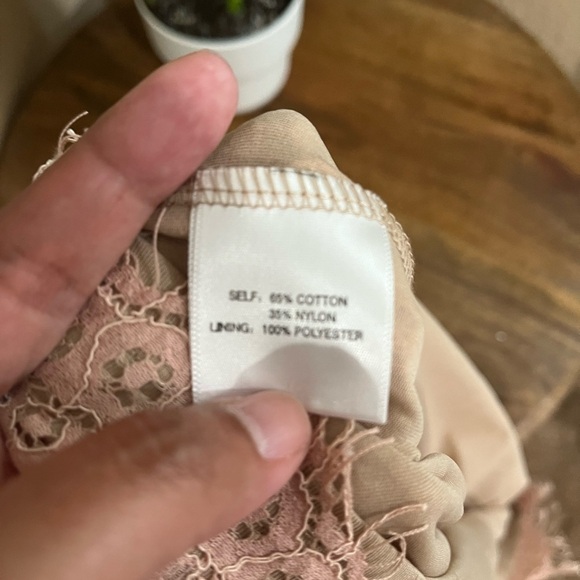 SELF: 65% COTTON
35% NYLON
LINING: 100% POLYESTER